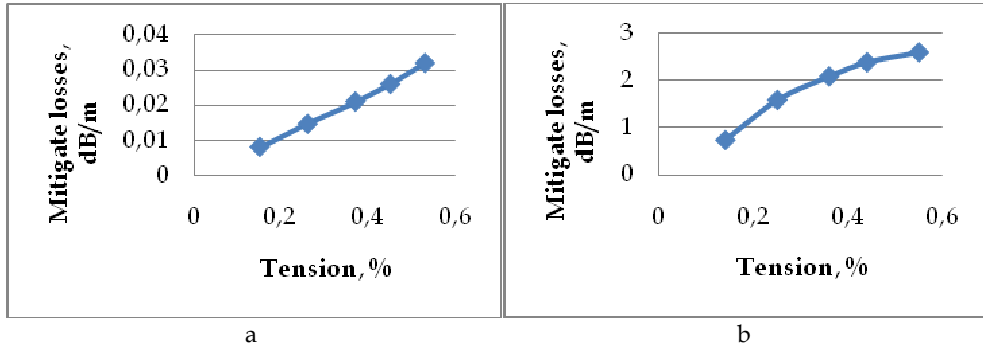 Mitigate losses,
dB/m
0,04
0,03
0,02
0,01
0
0 0,2 0,4 0,6
Tension, %
a
Mitigate losses,
dB/m
3
2
1
0
0 0,2 0,4 0,6
Tension, %
b